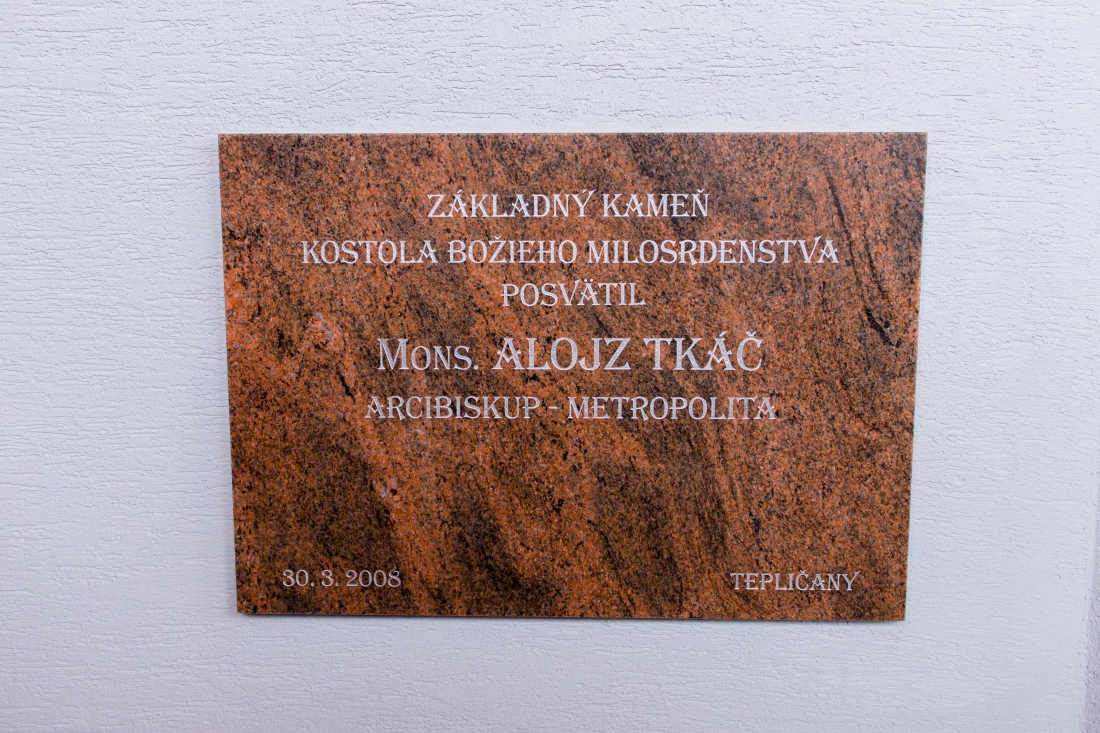 ZÁKLADNÝ KAMEŇ
KOSTOLA BOŽIEHO MILOSRDENSTVA
POSVÄTIL
MONS. ALOJZ TKÁČ
ARCIBISKUP - METROPOLITA
30. 3. 2008 TEPLIČANY